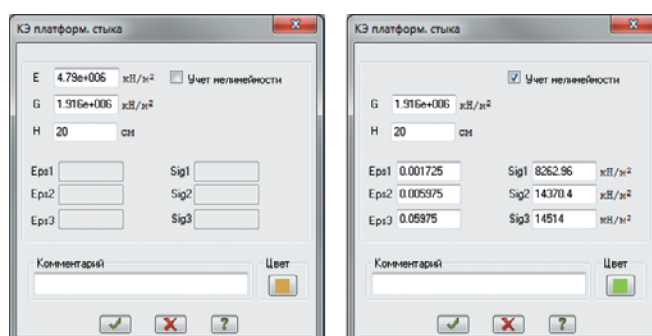 КЭ платформ. стыка
E 4.79e+006 кН/м² Учет нелинейности
G 1.916e+006 кН/м²
H 20 см
Eps1 Sig1
Eps2 Sig2
Eps3 Sig3
Комментарий Цвет
КЭ платформ. стыка
Учет нелинейности
G 1.916e+006 кН/м²
H 20 см
Eps1 0.001725 Sig1 8262.96 кН/м²
Eps2 0.005975 Sig2 14370.4 кН/м²
Eps3 0.05975 Sig3 14514 кН/м²
Комментарий Цвет